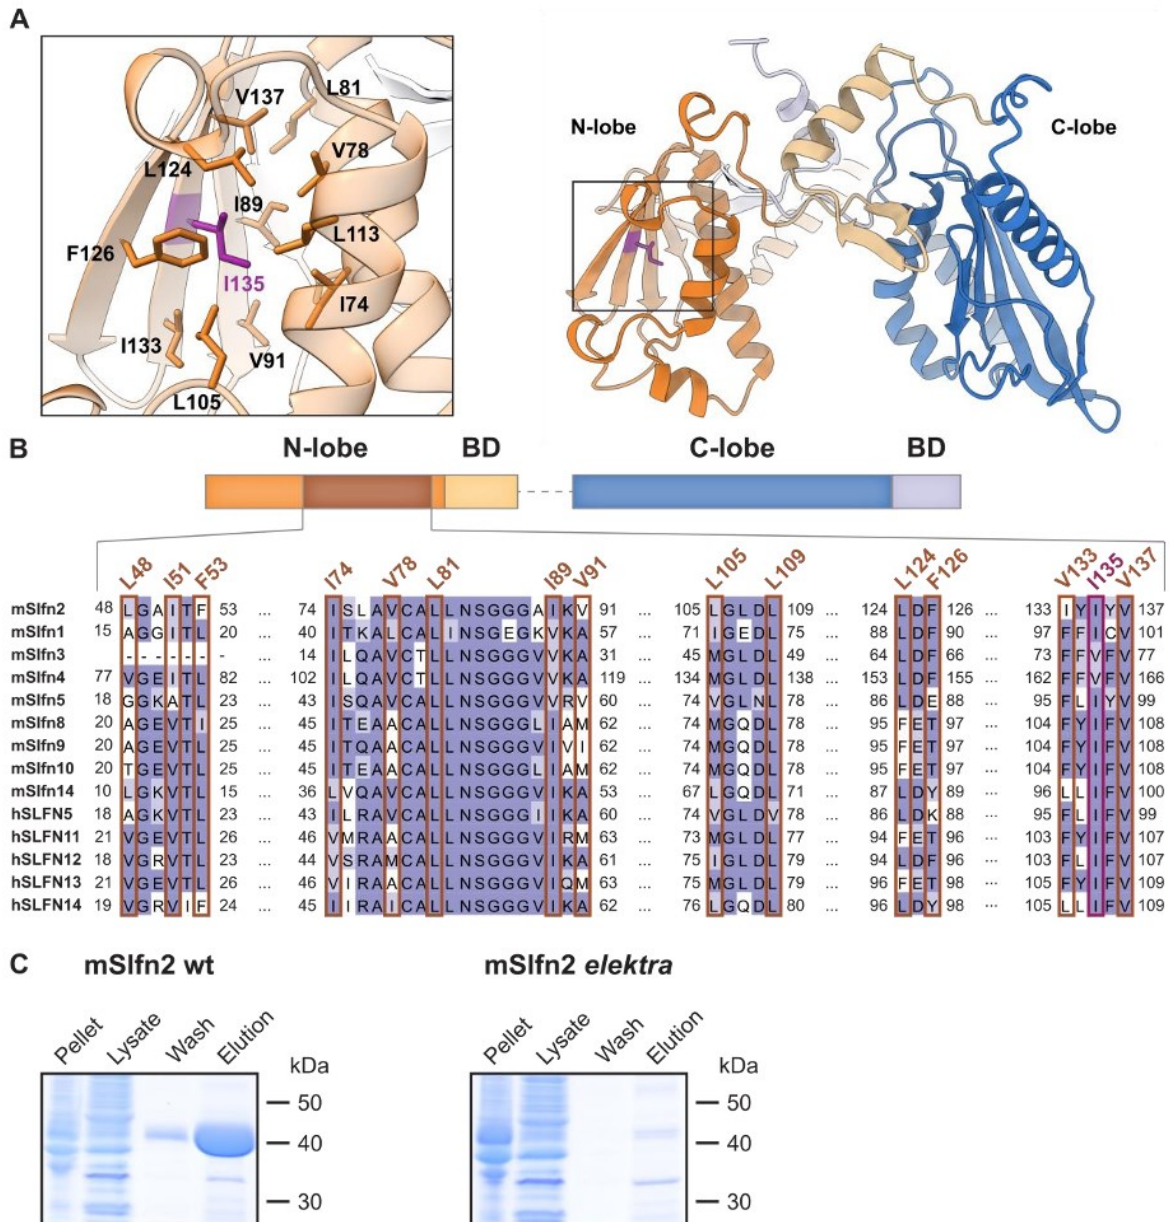 A
V137
L81
L124
V78
I89
F126
L113
I135
I74
I133
V91
L105
N-lobe
C-lobe
B
N-lobe BD C-lobe BD
L48 I51 F53 I74 V78 L81 I89 V91 L105 L109 L124 F126 V133 I135 V137
mSlfn2 48 LGAITF 53 ... 74 ISLAVCALLNSGGGAIKV 91 ... 105 LGLDL 109 ... 124 LDF 126 ... 133 IYIYV 137
mSlfn1 15 AGGITL 20 ... 40 ITKALCALINSGEGKVKA 57 ... 71 IGEDL 75 ... 88 LDF 90 ... 97 FFICV 101
mSlfn3 ------ - ... 14 ILQAVCTLLNSGGGVVKA 31 ... 45 MGLDL 49 ... 64 LDF 66 ... 73 FFVFV 77
mSlfn4 77 VGEITL 82 ... 102 ILQAVCTLLNSGGGVVKA 119 ... 134 MGLDL 138 ... 153 LDF 155 ... 162 FFVFV 166
mSlfn5 18 GGKATL 23 ... 43 ISQAVCALLNSGGGVVRV 60 ... 74 VGLNL 78 ... 86 LDE 88 ... 95 FLIYV 99
mSlfn8 20 AGEVTI 25 ... 45 ITEAACALLNSGGGLIAM 62 ... 74 MGQDL 78 ... 95 FET 97 ... 104 FYIFV 108
mSlfn9 20 AGEVTL 25 ... 45 ITQAACALLNSGGGVIVI 62 ... 74 MGQDL 78 ... 95 FET 97 ... 104 FYIFV 108
mSlfn10 20 TGEVTL 25 ... 45 ITEAACALLNSGGGLIAM 62 ... 74 MGQDL 78 ... 95 FET 97 ... 104 FYIFV 108
mSlfn14 10 LGKVTL 15 ... 36 LVQAVCALLNSGGGVIKA 53 ... 67 LGQDL 71 ... 87 LDY 89 ... 96 LLIFV 100
hSLFN5 18 AGKVTL 23 ... 43 ILRAVCALLNSGGGIIKA 60 ... 74 VGLDV 78 ... 86 LDK 88 ... 95 FLIFV 99
hSLFN11 21 VGEVTL 26 ... 46 VMRAACALLNSGGGVIRM 63 ... 73 MGLDL 77 ... 94 FET 96 ... 103 FYIFV 107
hSLFN12 18 VGRVTL 23 ... 44 VSRAMCALLNSGGGVIKA 61 ... 75 IGLDL 79 ... 94 LDF 96 ... 103 FLIFV 107
hSLFN13 21 VGEVTL 26 ... 46 VIRAACALLNSGGGVIQM 63 ... 75 MGLDL 79 ... 96 FET 98 ... 105 FYIFV 109
hSLFN14 19 VGRVIF 24 ... 45 IIRAICALLNSGGGVIKA 62 ... 76 LGQDL 80 ... 96 LDY 98 ... 105 LLIFV 109
C
mSlfn2 wt
mSlfn2 elektra
Pellet Lysate Wash Elution
kDa
50
40
30
Pellet Lysate Wash Elution
kDa
50
40
30